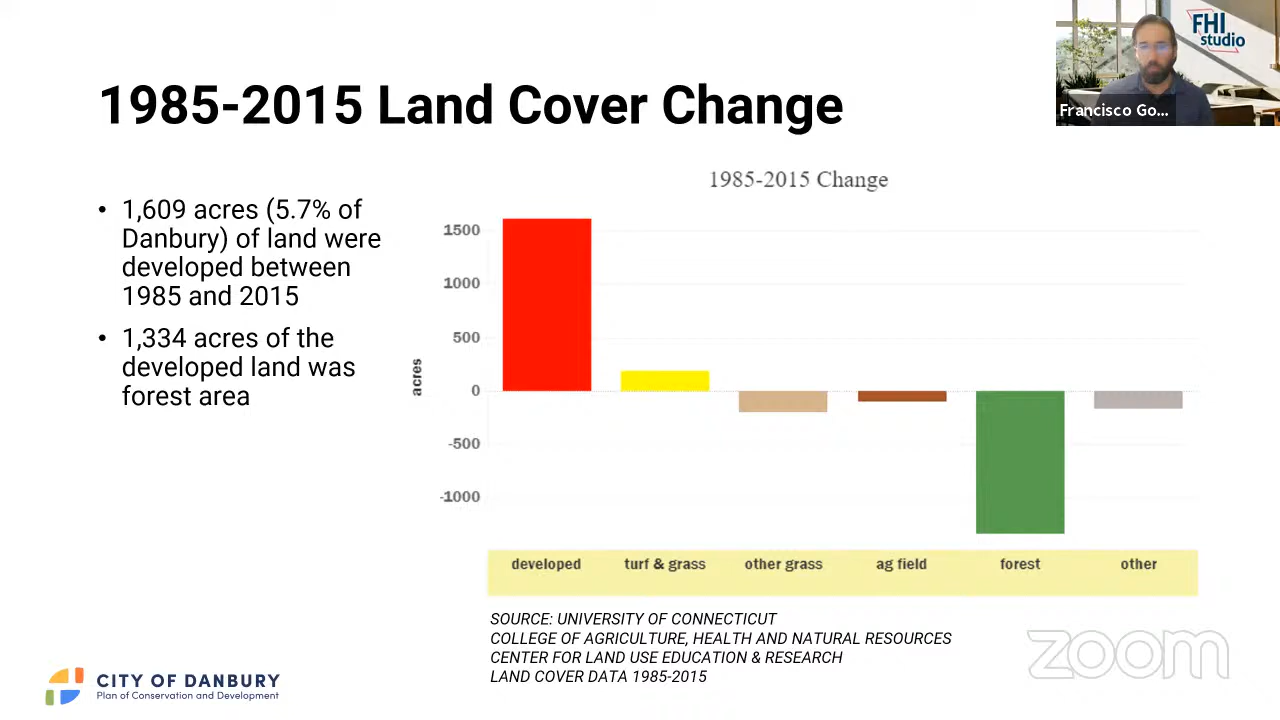 FHI
studio
Francisco Go...
1985-2015 Land Cover Change
• 1,609 acres (5.7% of
Danbury) of land were
developed between
1985 and 2015
• 1,334 acres of the
developed land was
forest area
1985-2015 Change
1500
1000
500
0
-500
-1000
acres
developed turf & grass other grass ag field forest other
SOURCE: UNIVERSITY OF CONNECTICUT
COLLEGE OF AGRICULTURE, HEALTH AND NATURAL RESOURCES
CENTER FOR LAND USE EDUCATION & RESEARCH
LAND COVER DATA 1985-2015
CITY OF DANBURY
Plan of Conservation and Development
zoom